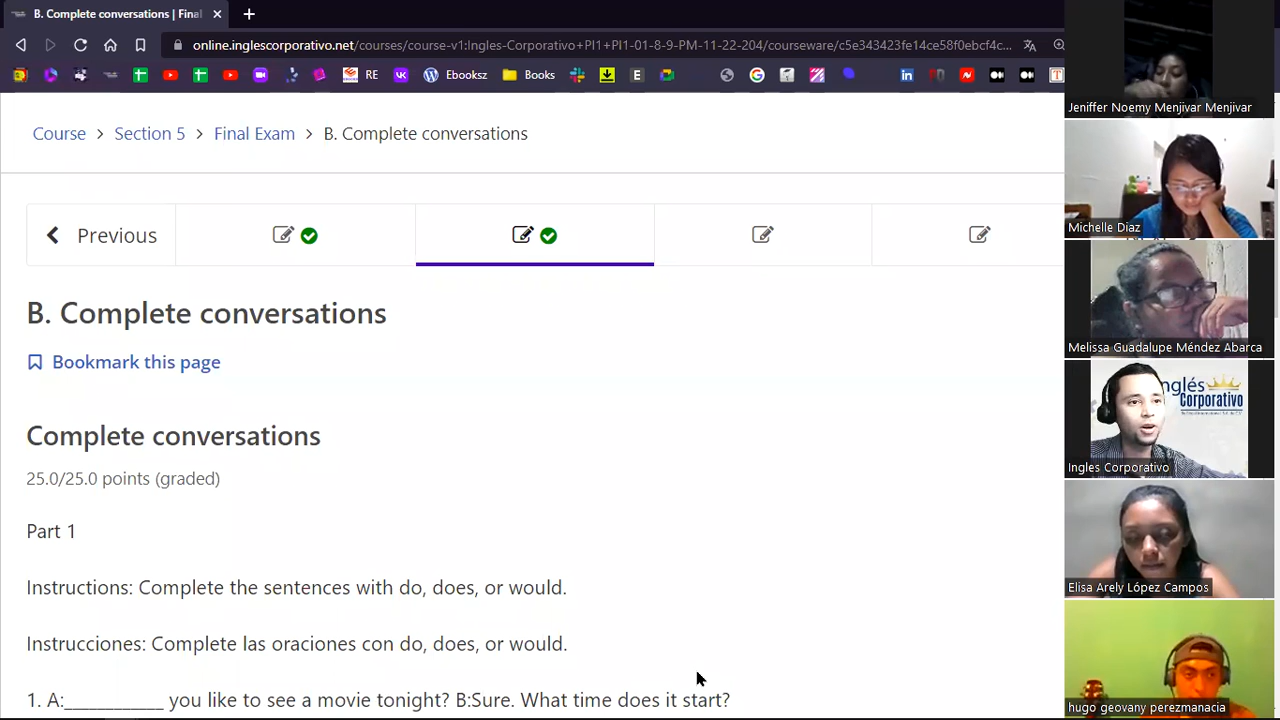 B. Complete conversations | Final
online.inglescorporativo.net/courses/course-v1:Ingles-Corporativo+PI1+PI1-01-8-9-PM-11-22-204/courseware/c5e343423fe14ce58f0ebcf4c...
RE
Ebooksz
Books
E
Course > Section 5 > Final Exam > B. Complete conversations
Previous
B. Complete conversations
Bookmark this page
Complete conversations
25.0/25.0 points (graded)
Part 1
Instructions: Complete the sentences with do, does, or would.
Instrucciones: Complete las oraciones con do, does, or would.
1. A:___________ you like to see a movie tonight? B:Sure. What time does it start?
Jeniffer Noemy Menjivar Menjivar
Michelle Diaz
Melissa Guadalupe Méndez Abarca
Inglés
Corporativo
Ingles Corporativo
Elisa Arely López Campos
hugo geovany perezmanacia